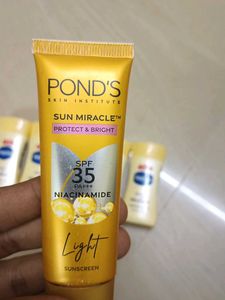 POND'S
SKIN INSTITUTE
SUN MIRACLE™
PROTECT & BRIGHT
SPF
35
PA+++
NIACINAMIDE
Light
SUNSCREEN